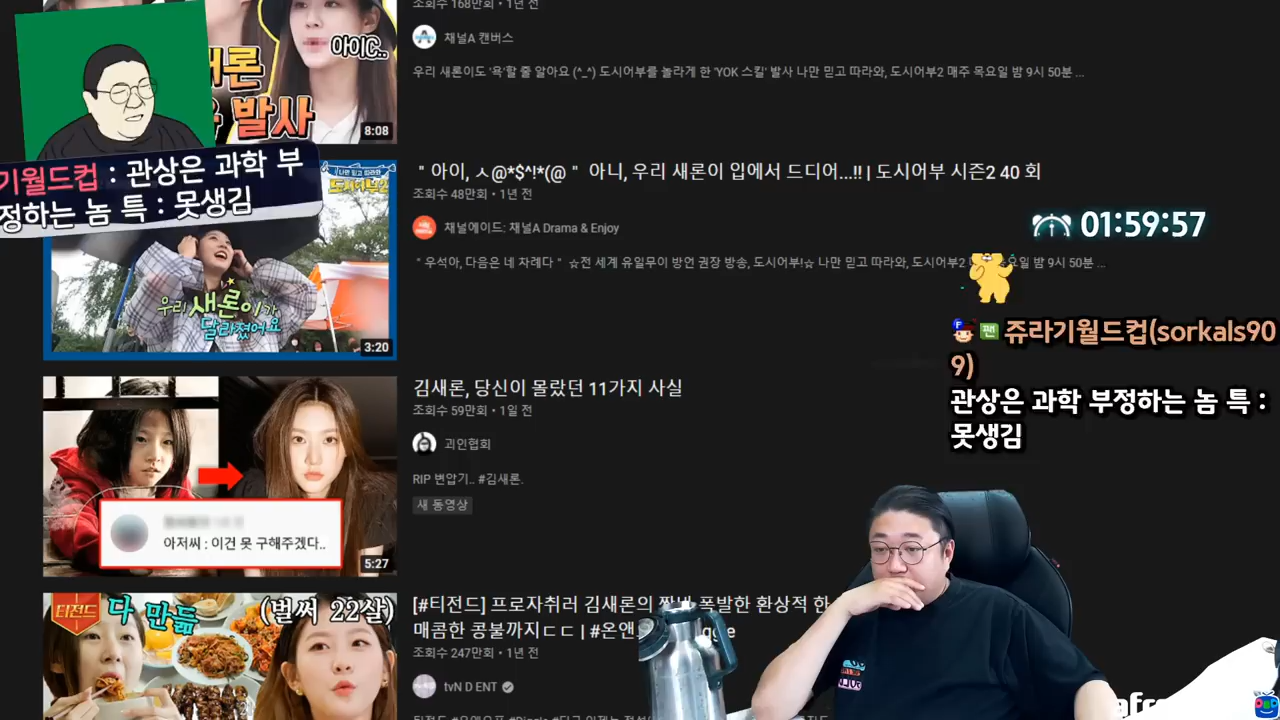 조회수 168만회 • 1년 전
채널A 캔버스
우리 새론이도 '욕'할 줄 알아요 (^_^) 도시어부를 놀라게 한 'YOK 스킬' 발사 나만 믿고 따라와, 도시어부2 매주 목요일 밤 9시 50분 ...
아이C..
발사
8:08
기월드컵 : 관상은 과학 부
정하는 놈 특 : 못생김
나만 믿고 따라와
도시어부2
우리 새론이가
달라졌어요
3:20
" 아이, ㅅ@*$^!*(@ " 아니, 우리 새론이 입에서 드디어...!! | 도시어부 시즌2 40 회
조회수 48만회 • 1년 전
채널에이드: 채널A Drama & Enjoy
" 우석아, 다음은 네 차례다 " ☆전 세계 유일무이 방언 권장 방송, 도시어부!☆ 나만 믿고 따라와, 도시어부2 밤 9시 50분 ...
01:59:57
팬 쥬라기월드컵(sorkals90
9)
관상은 과학 부정하는 놈 특 :
못생김
김새론, 당신이 몰랐던 11가지 사실
조회수 59만회 • 1일 전
괴인협회
RIP 변압기.. #김새론.
새 동영상
아저씨 : 이건 못 구해주겠다..
5:27
티전드
다 만듦
(벌써 22살)
[#티전드] 프로자취러 김새론의 폭발한 환상적 한
매콤한 콩불까지ㄷㄷ | #온앤
조회수 247만회 • 1년 전
tvN D ENT